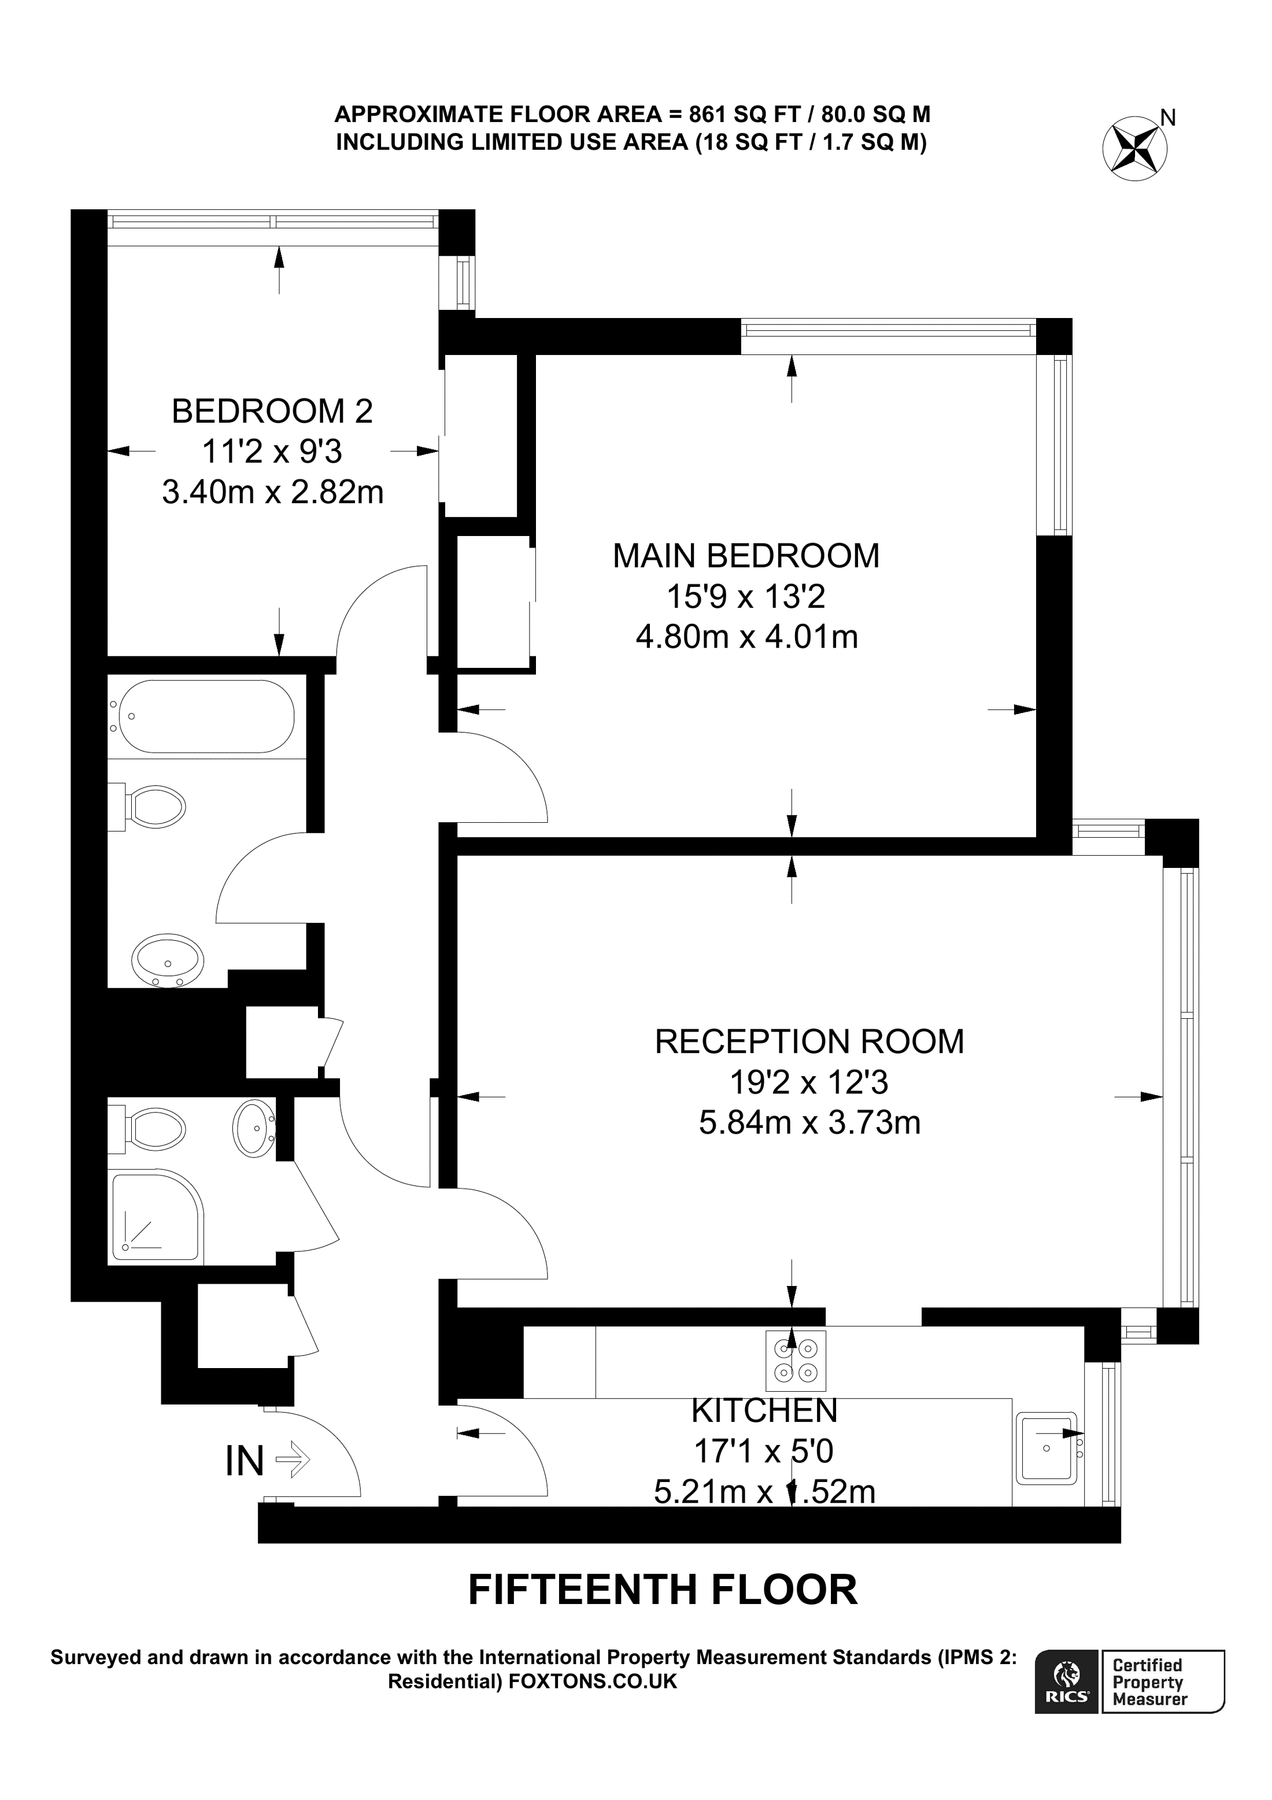 APPROXIMATE FLOOR AREA = 861 SQ FT / 80.0 SQ M
INCLUDING LIMITED USE AREA (18 SQ FT / 1.7 SQ M)
N
BEDROOM 2
11'2 x 9'3
3.40m x 2.82m
MAIN BEDROOM
15'9 x 13'2
4.80m x 4.01m
RECEPTION ROOM
19'2 x 12'3
5.84m x 3.73m
KITCHEN
17'1 x 5'0
5.21m x 1.52m
IN
FIFTEENTH FLOOR
Surveyed and drawn in accordance with the International Property Measurement Standards (IPMS 2:
Residential) FOXTONS.CO.UK
RICS
Certified
Property
Measurer